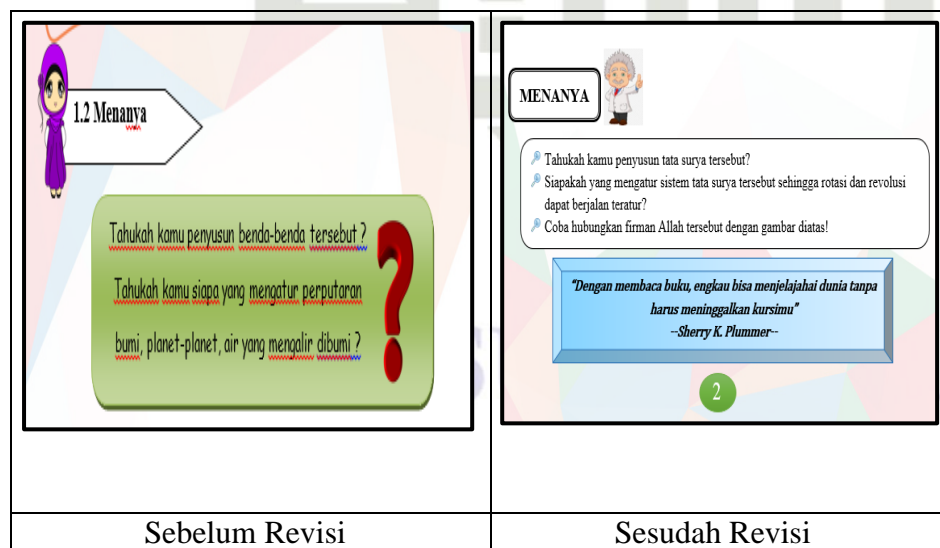 1.2 Menanya
Tahukah kamu penyusun benda-benda tersebut ?
Tahukah kamu siapa yang mengatur perputaran
bumi, planet-planet, air yang mengalir dibumi ?
?
MENANYA
Tahukah kamu penyusun tata surya tersebut?
Siapakah yang mengatur sistem tata surya tersebut sehingga rotasi dan revolusi
dapat berjalan teratur?
Coba hubungkan firman Allah tersebut dengan gambar diatas!
"Dengan membaca buku, engkau bisa menjelajahai dunia tanpa
harus meninggalkan kursimu"
--Sherry K. Plummer--
2
Sebelum Revisi
Sesudah Revisi